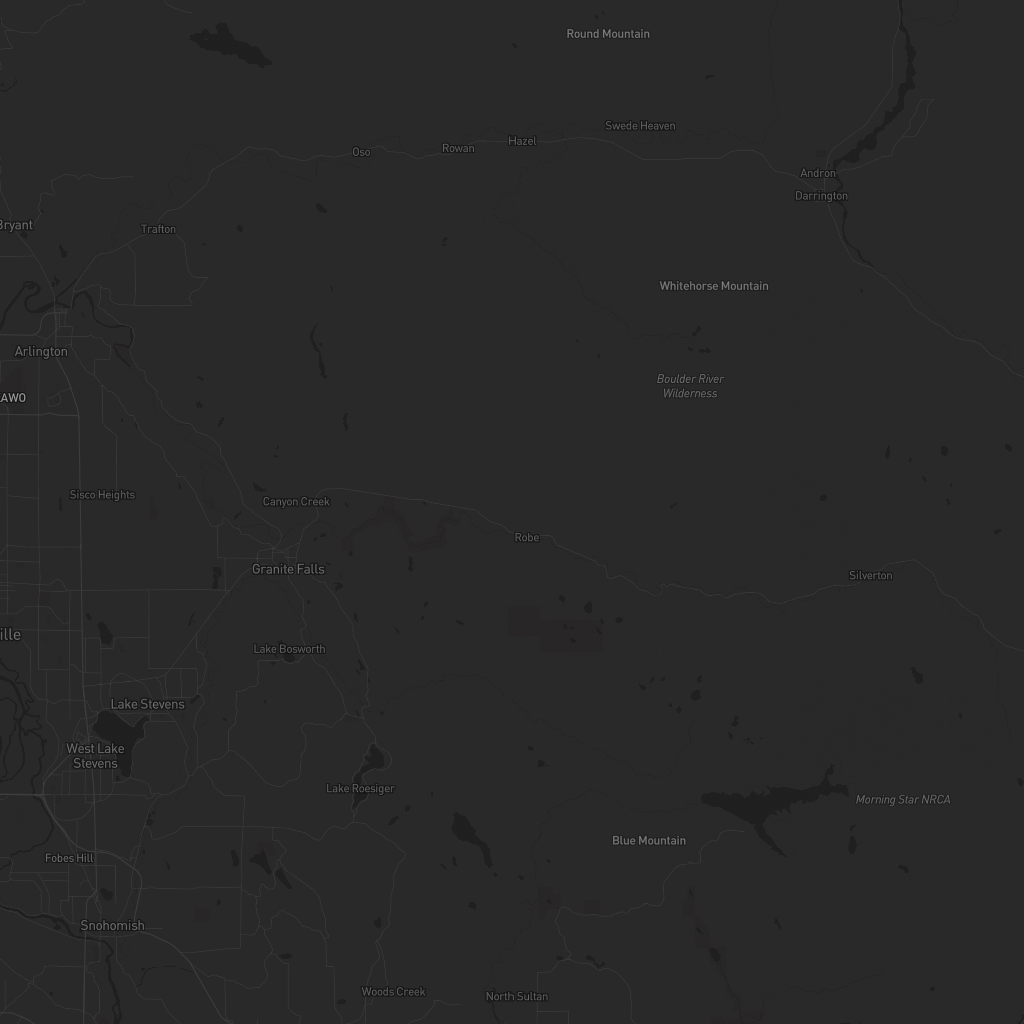 Round Mountain
Swede Heaven
Hazel
Rowan
Oso
Andron
Darrington
Bryant
Trafton
Whitehorse Mountain
Arlington
Boulder River
Wilderness
AWO
Sisco Heights
Canyon Creek
Robe
Granite Falls
Silverton
ille
Lake Bosworth
Lake Stevens
West Lake
Stevens
Lake Roesiger
Morning Star NRCA
Blue Mountain
Fobes Hill
Snohomish
Woods Creek
North Sultan